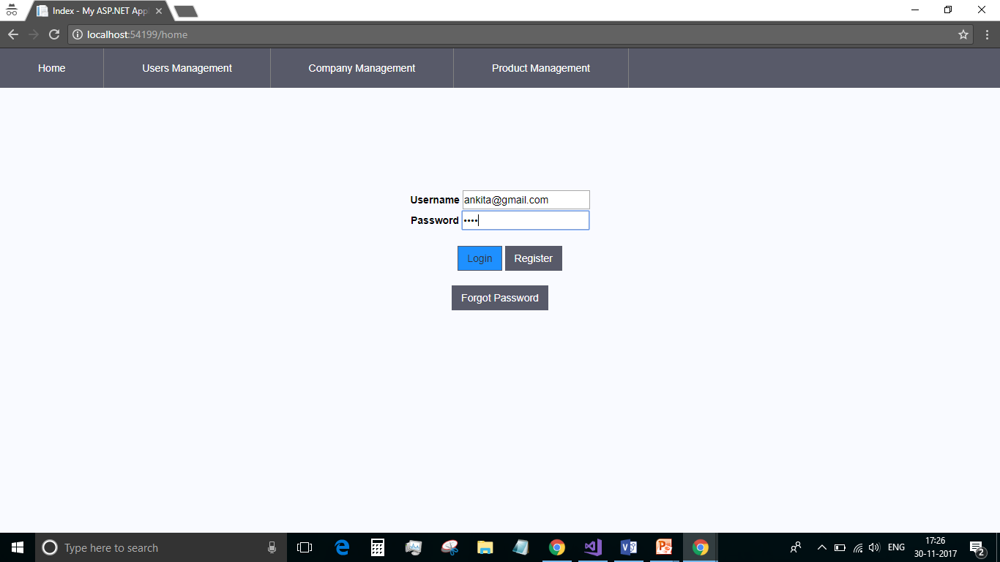 Index - My ASP.NET App
localhost:54199/home
Home Users Management Company Management Product Management
Username ankita@gmail.com
Password ••••
Login Register
Forgot Password
Type here to search
ENG
17:26
30-11-2017
2